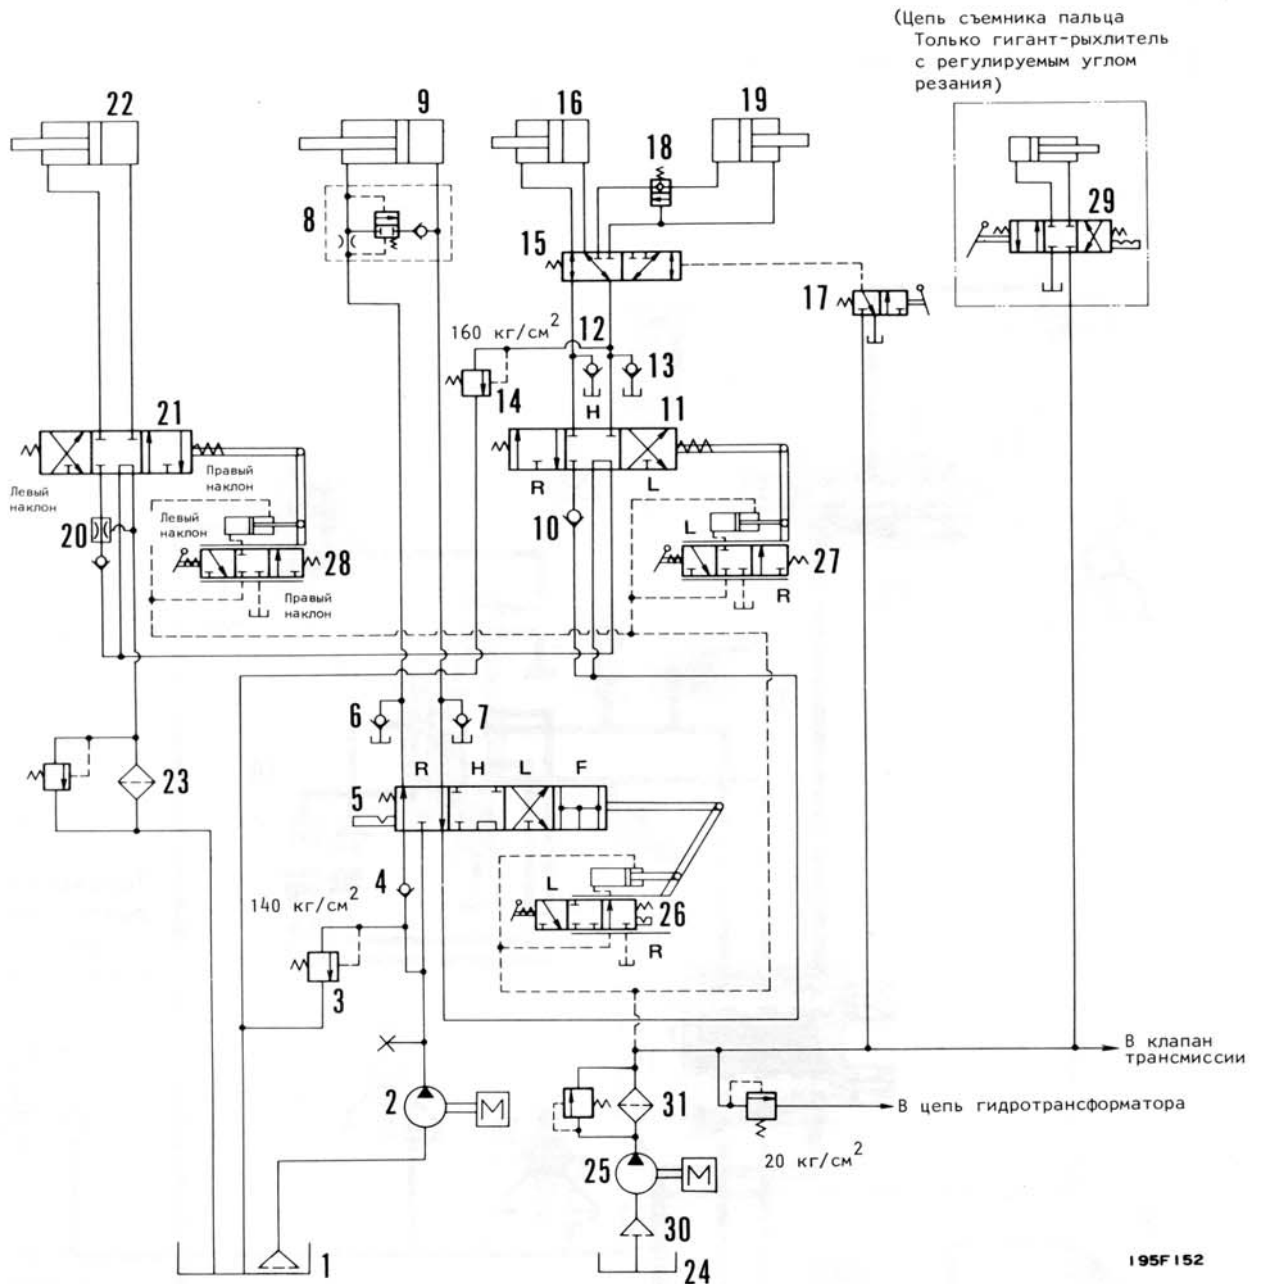 (Цепь съемника пальца
Только гигант-рыхлитель
с регулируемым углом
резания)
22
9
16
19
18
8
15
29
17
12
160 кг/см²
13
14
H
11
21
Правый
наклон
R
L
Левый
наклон
20
Левый
наклон
10
L
28
27
Правый
наклон
R
6
7
R
H
L
F
23
5
4
140 кг/см²
L
26
R
3
В клапан
трансмиссии
2
M
31
В цепь гидротрансформатора
20 кг/см²
25
M
30
1
24
195F152